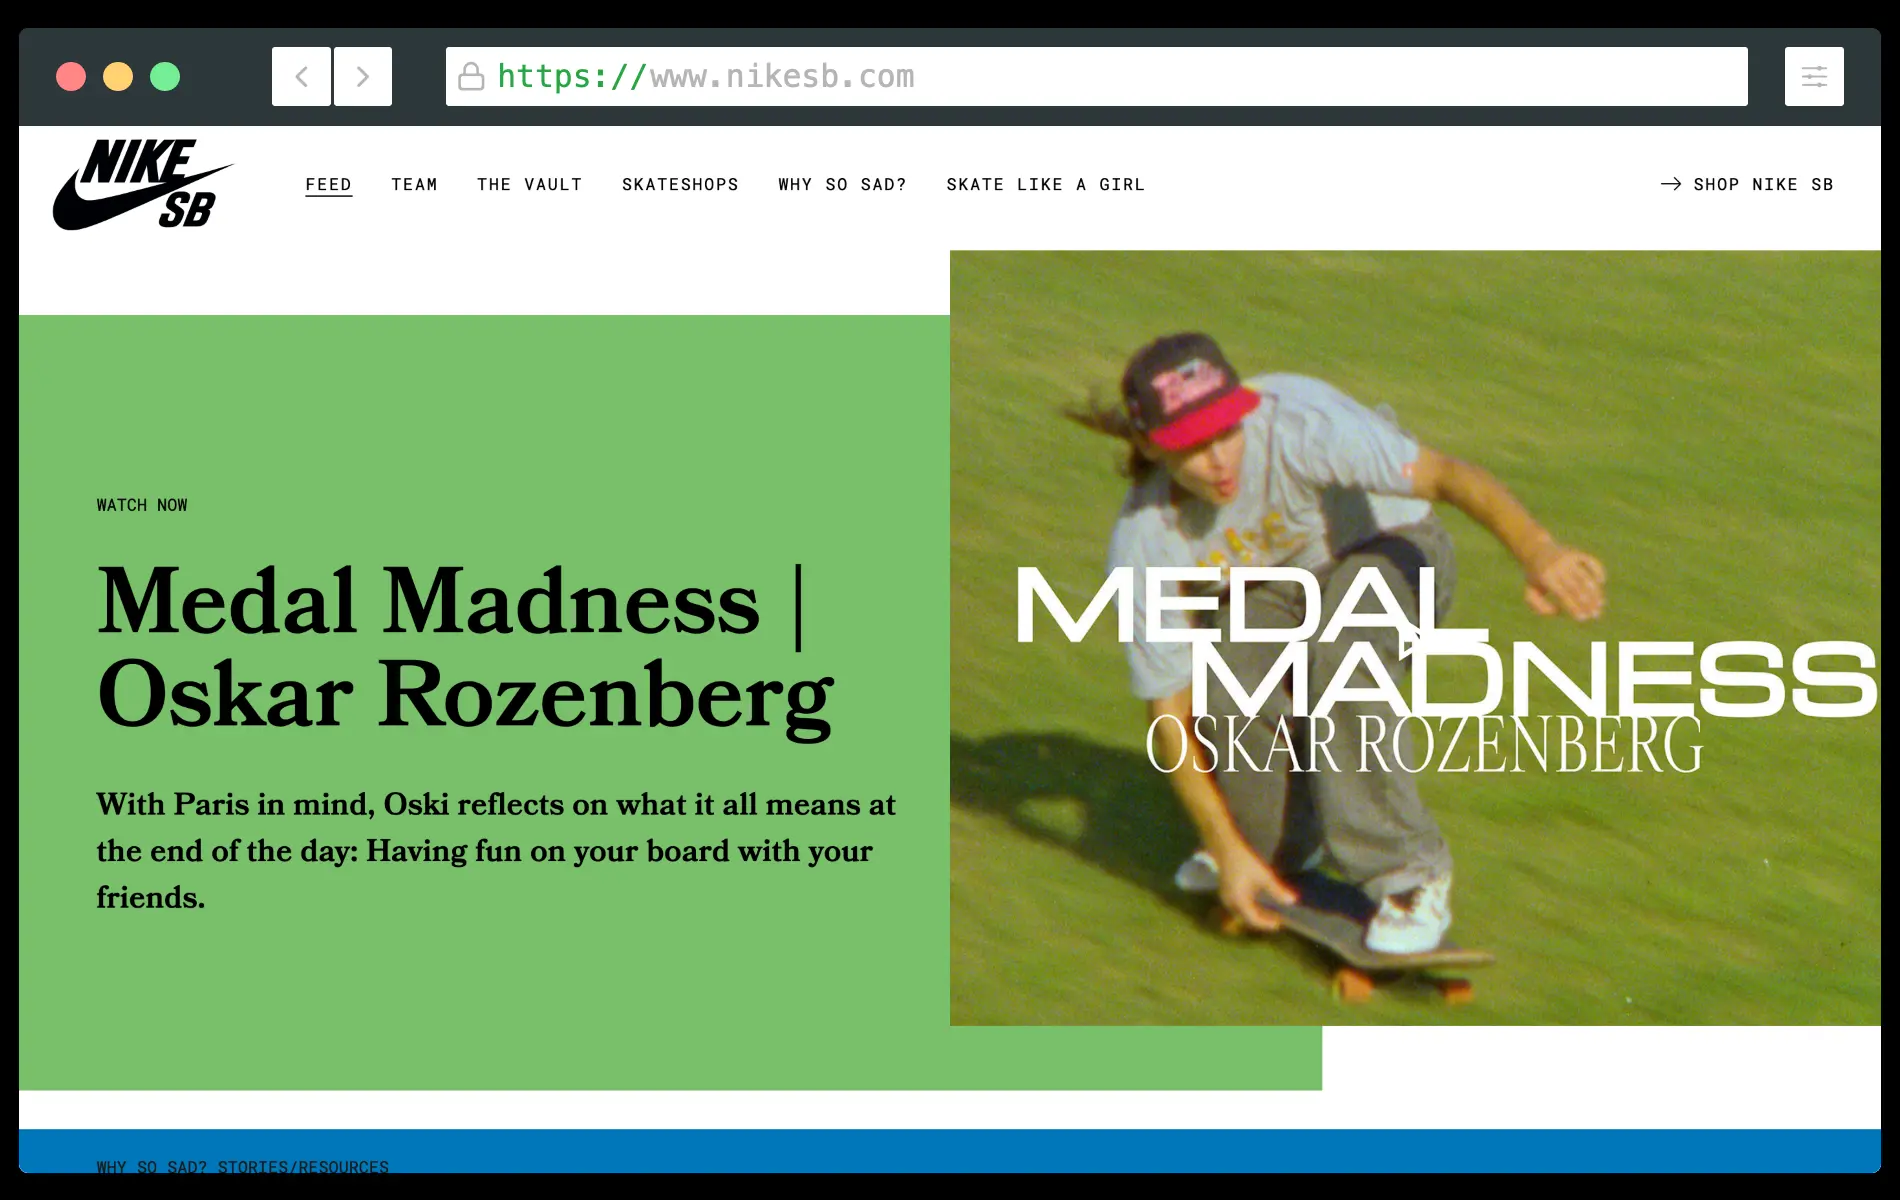 https://www.nikesb.com
NIKE
SB
FEED
TEAM
THE VAULT
SKATESHOPS
WHY SO SAD?
SKATE LIKE A GIRL
SHOP NIKE SB
WATCH NOW
Medal Madness |
Oskar Rozenberg
With Paris in mind, Oski reflects on what it all means at
the end of the day: Having fun on your board with your
friends.
MEDAL
MADNESS
OSKAR ROZENBERG
WHY SO SAD? STORIES/RESOURCES